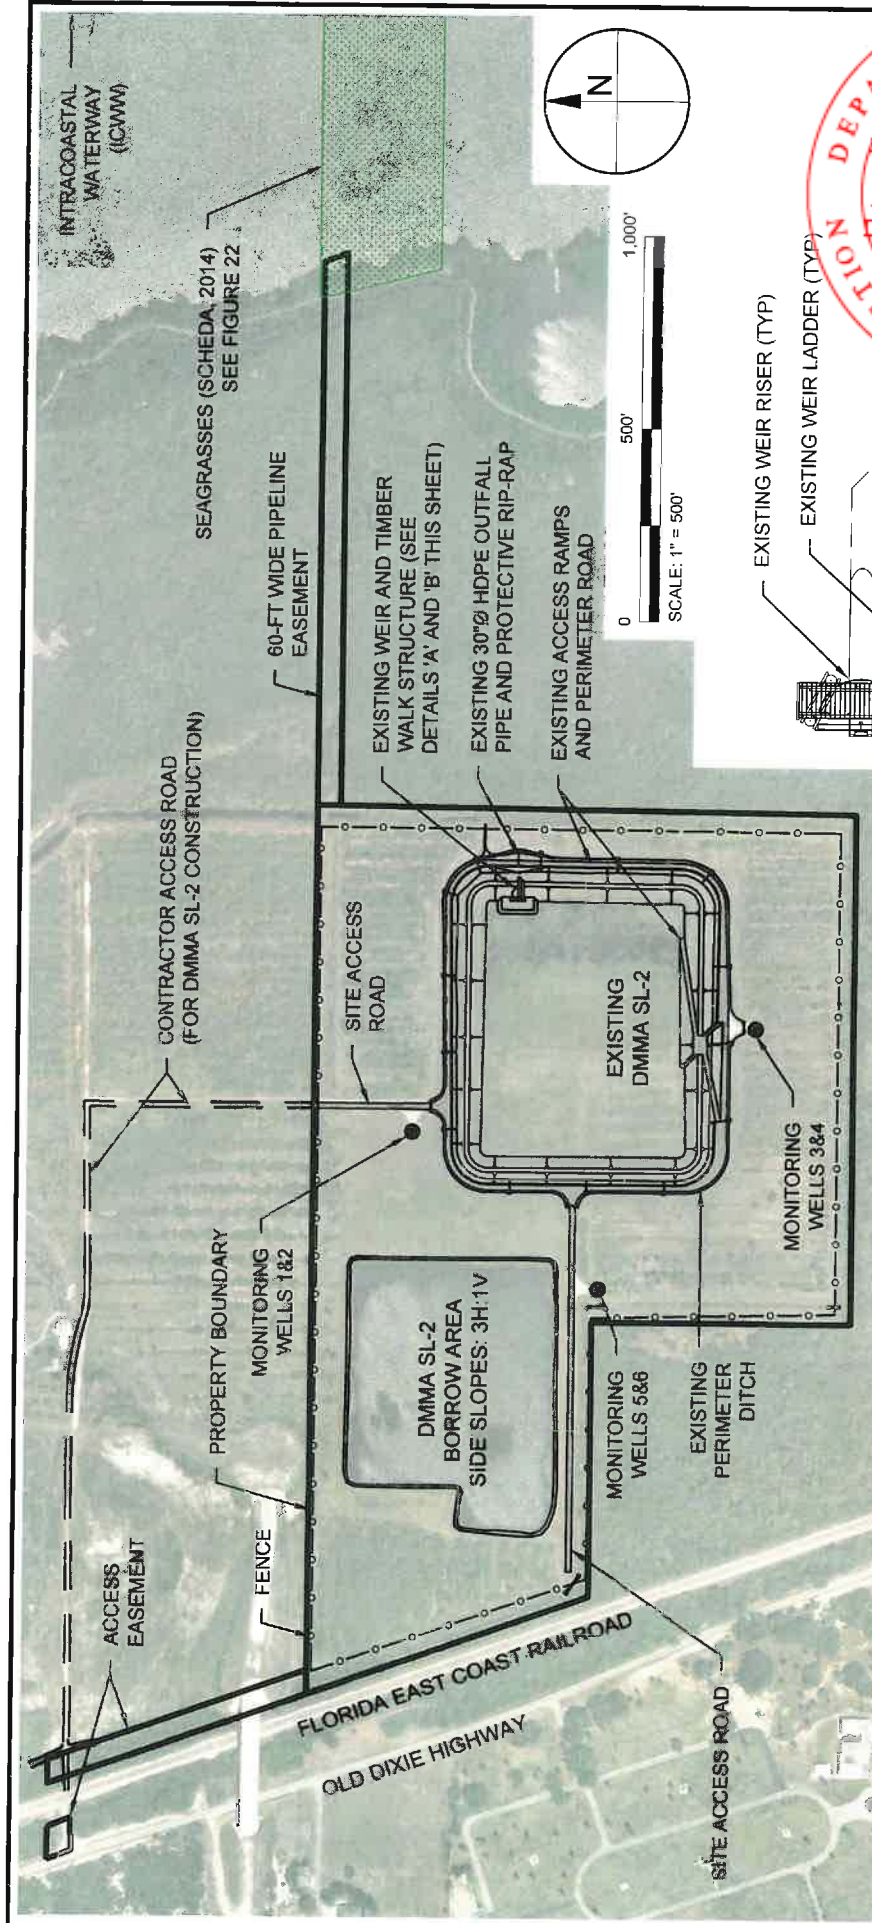 INTRACOASTAL
WATERWAY
(ICWW)
SEAGRASSES (SCHEDA, 2014)
SEE FIGURE 22
60-FT WIDE PIPELINE
EASEMENT
CONTRACTOR ACCESS ROAD
(FOR DMMA SL-2 CONSTRUCTION)
EXISTING WEIR AND TIMBER
WALK STRUCTURE (SEE
DETAILS 'A' AND 'B' THIS SHEET)
EXISTING 30"Ø HDPE OUTFALL
PIPE AND PROTECTIVE RIP-RAP
EXISTING ACCESS RAMPS
AND PERIMETER ROAD
SITE ACCESS
ROAD
PROPERTY BOUNDARY
MONITORING
WELLS 1&2
FENCE
ACCESS
EASEMENT
DMMA SL-2
BORROW AREA
SIDE SLOPES: 3H:1V
EXISTING
DMMA SL-2
MONITORING
WELLS 3&4
MONITORING
WELLS 5&6
EXISTING
PERIMETER
DITCH
FLORIDA EAST COAST RAILROAD
OLD DIXIE HIGHWAY
SITE ACCESS ROAD
N
0 500' 1,000'
SCALE: 1" = 500'
EXISTING WEIR RISER (TYP)
EXISTING WEIR LADDER (TYP)